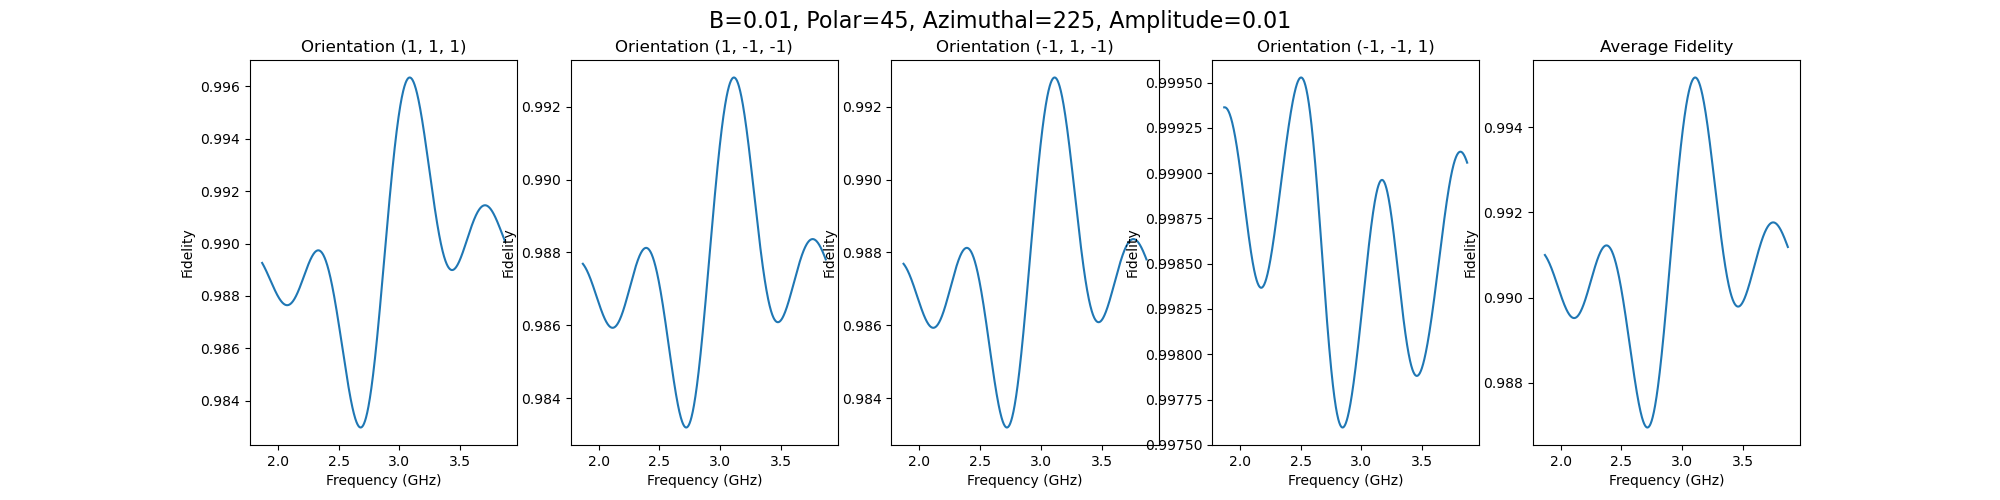 B=0.01, Polar=45, Azimuthal=225, Amplitude=0.01
Orientation (1, 1, 1)
Fidelity
0.996
0.994
0.992
0.990
0.988
0.986
0.984
2.0 2.5 3.0 3.5
Frequency (GHz)
Orientation (1, -1, -1)
Fidelity
0.992
0.990
0.988
0.986
0.984
2.0 2.5 3.0 3.5
Frequency (GHz)
Orientation (-1, 1, -1)
Fidelity
0.992
0.990
0.988
0.986
0.984
2.0 2.5 3.0 3.5
Frequency (GHz)
Orientation (-1, -1, 1)
Fidelity
0.99950
0.99925
0.99900
0.99875
0.99850
0.99825
0.99800
0.99775
0.99750
2.0 2.5 3.0 3.5
Frequency (GHz)
Average Fidelity
Fidelity
0.994
0.992
0.990
0.988
2.0 2.5 3.0 3.5
Frequency (GHz)